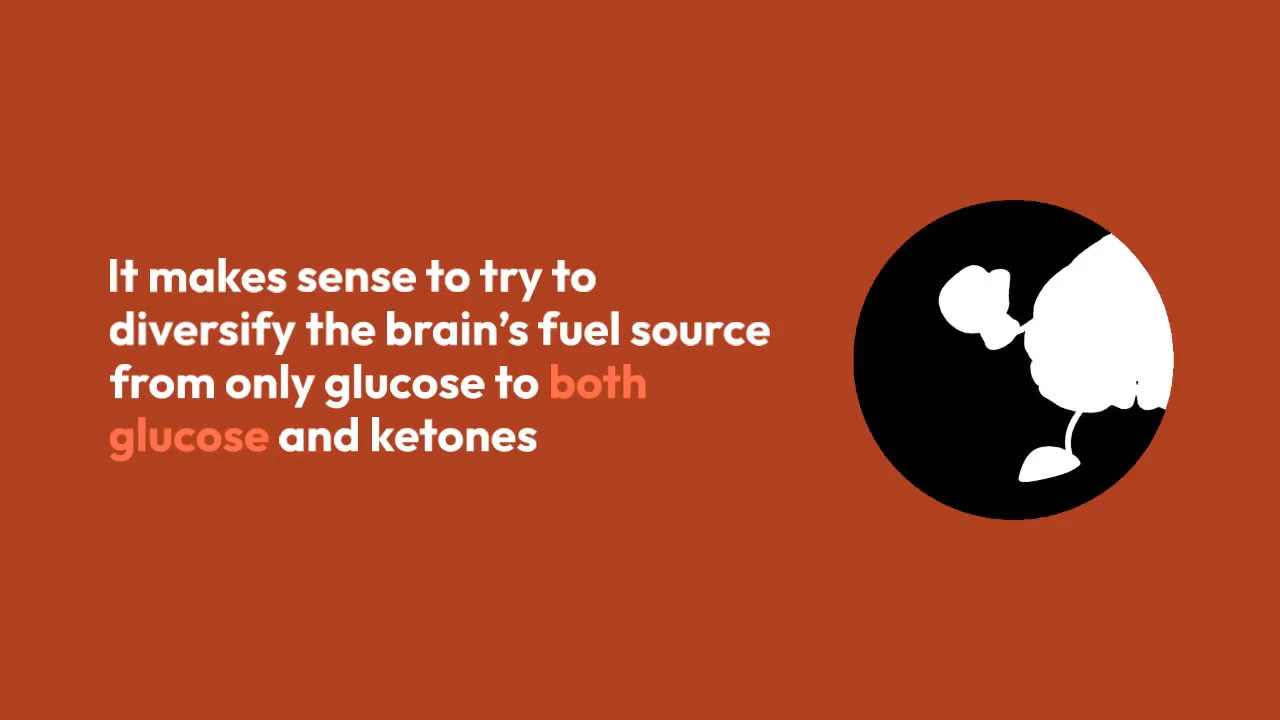 It makes sense to try to
diversify the brain’s fuel source
from only glucose to both
glucose and ketones